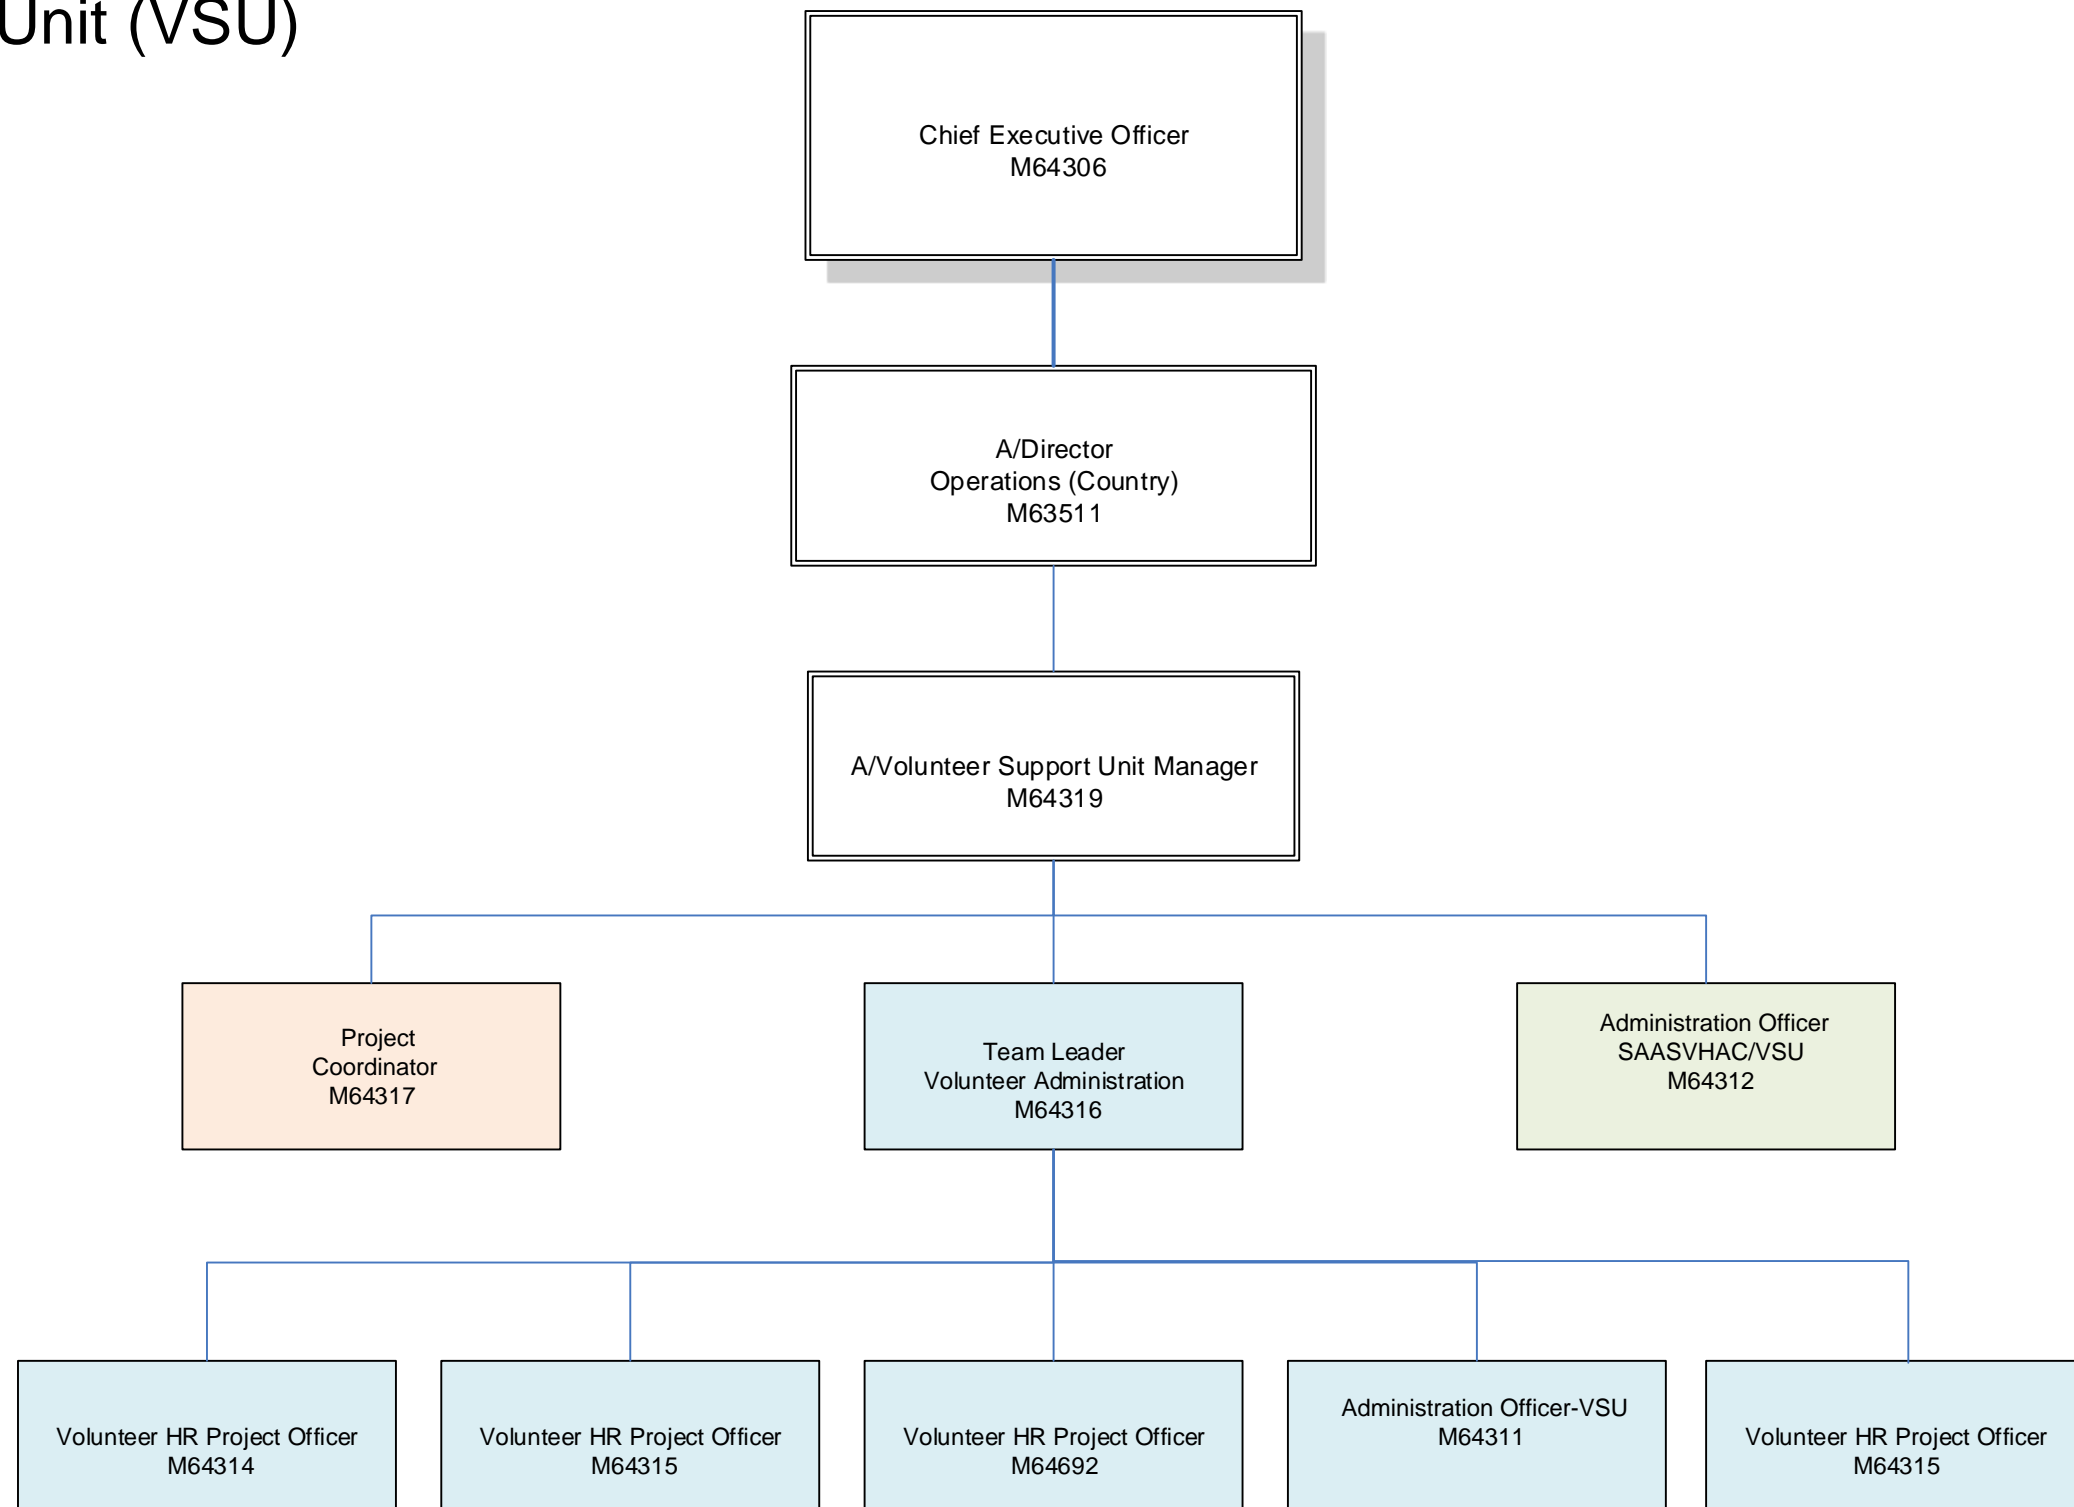 Unit (VSU)
Chief Executive Officer
M64306
A/Director
Operations (Country)
M63511
A/Volunteer Support Unit Manager
M64319
Project
Coordinator
M64317
Team Leader
Volunteer Administration
M64316
Administration Officer
SAASVHAC/VSU
M64312
Volunteer HR Project Officer
M64314
Volunteer HR Project Officer
M64315
Volunteer HR Project Officer
M64692
Administration Officer-VSU
M64311
Volunteer HR Project Officer
M64315